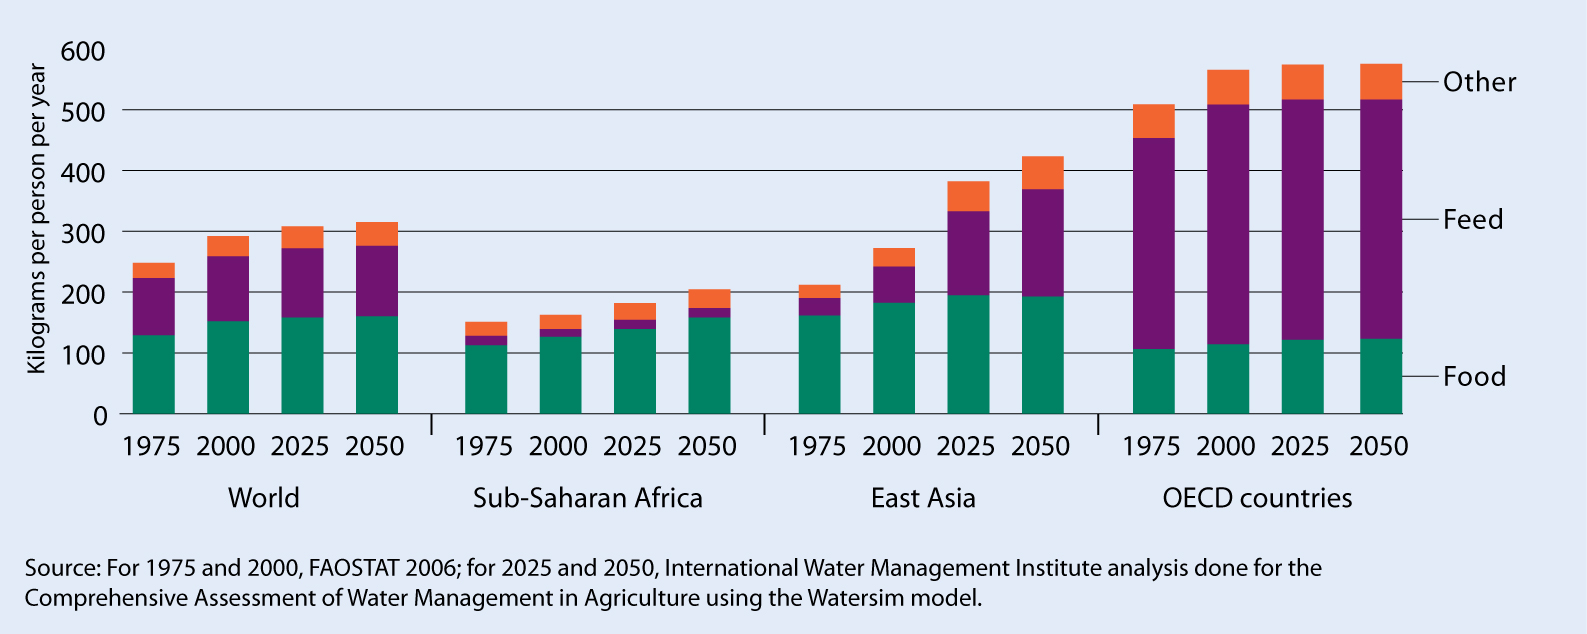 Kilograms per person per year
600
500
400
300
200
100
0
Other
Feed
Food
1975 2000 2025 2050 1975 2000 2025 2050 1975 2000 2025 2050 1975 2000 2025 2050
World Sub-Saharan Africa East Asia OECD countries
Source: For 1975 and 2000, FAOSTAT 2006; for 2025 and 2050, International Water Management Institute analysis done for the
Comprehensive Assessment of Water Management in Agriculture using the Watersim model.